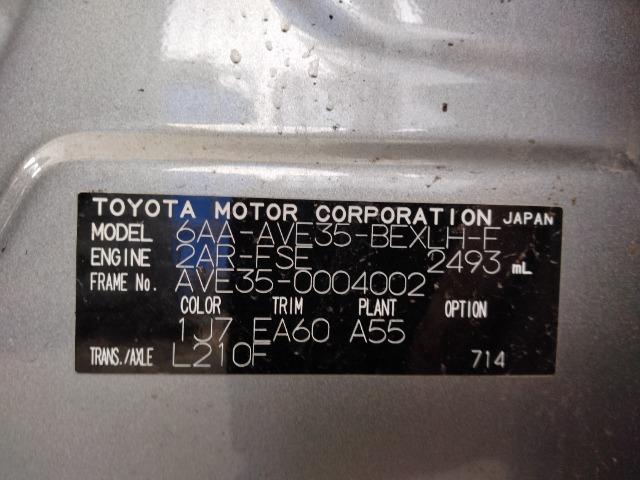 TOYOTA MOTOR CORPORATION JAPAN
MODEL 6AA-AVE35-BEXLH-E
ENGINE 2AR-FSE 2493 mL
FRAME No. AVE35-0004002
COLOR TRIM PLANT OPTION
1J7 EA60 A55
TRANS./AXLE L210F 714